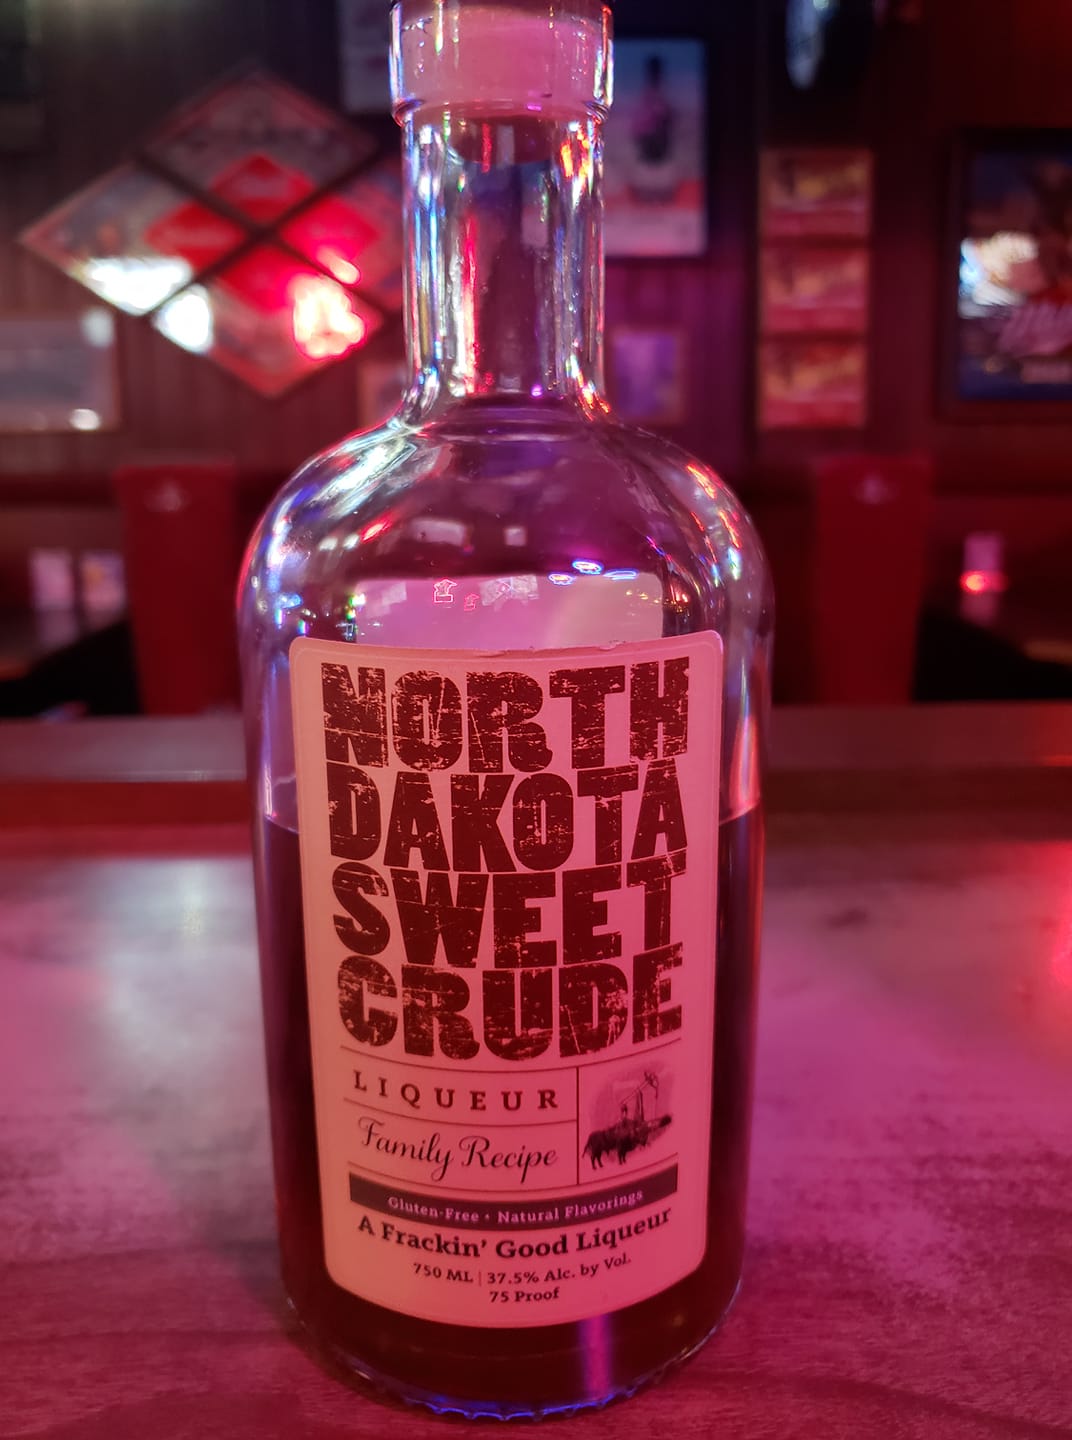 NORTH
DAKOTA
SWEET
CRUDE
LIQUEUR
Family Recipe
Gluten-Free • Natural Flavorings
A Frackin' Good Liqueur
750 ML | 37.5% Alc. by Vol.
75 Proof